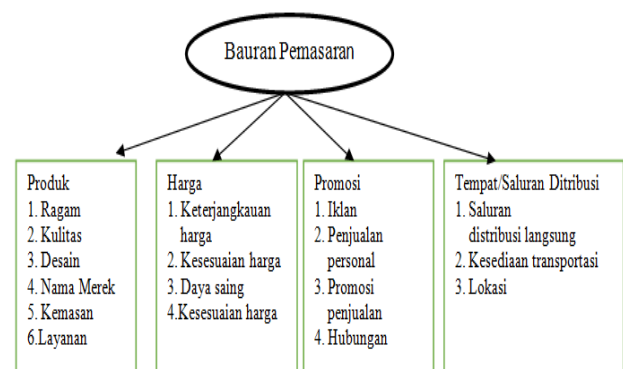 Bauran Pemasaran
Produk
1. Ragam
2. Kulitas
3. Desain
4. Nama Merek
5. Kemasan
6.Layanan
Harga
1. Keterjangkauan
harga
2. Kesesuaian harga
3. Daya saing
4.Kesesuaian harga
Promosi
1. Iklan
2. Penjualan
personal
3. Promosi
penjualan
4. Hubungan
Tempat/Saluran Ditribusi
1. Saluran
distribusi langsung
2. Kesediaan transportasi
3. Lokasi